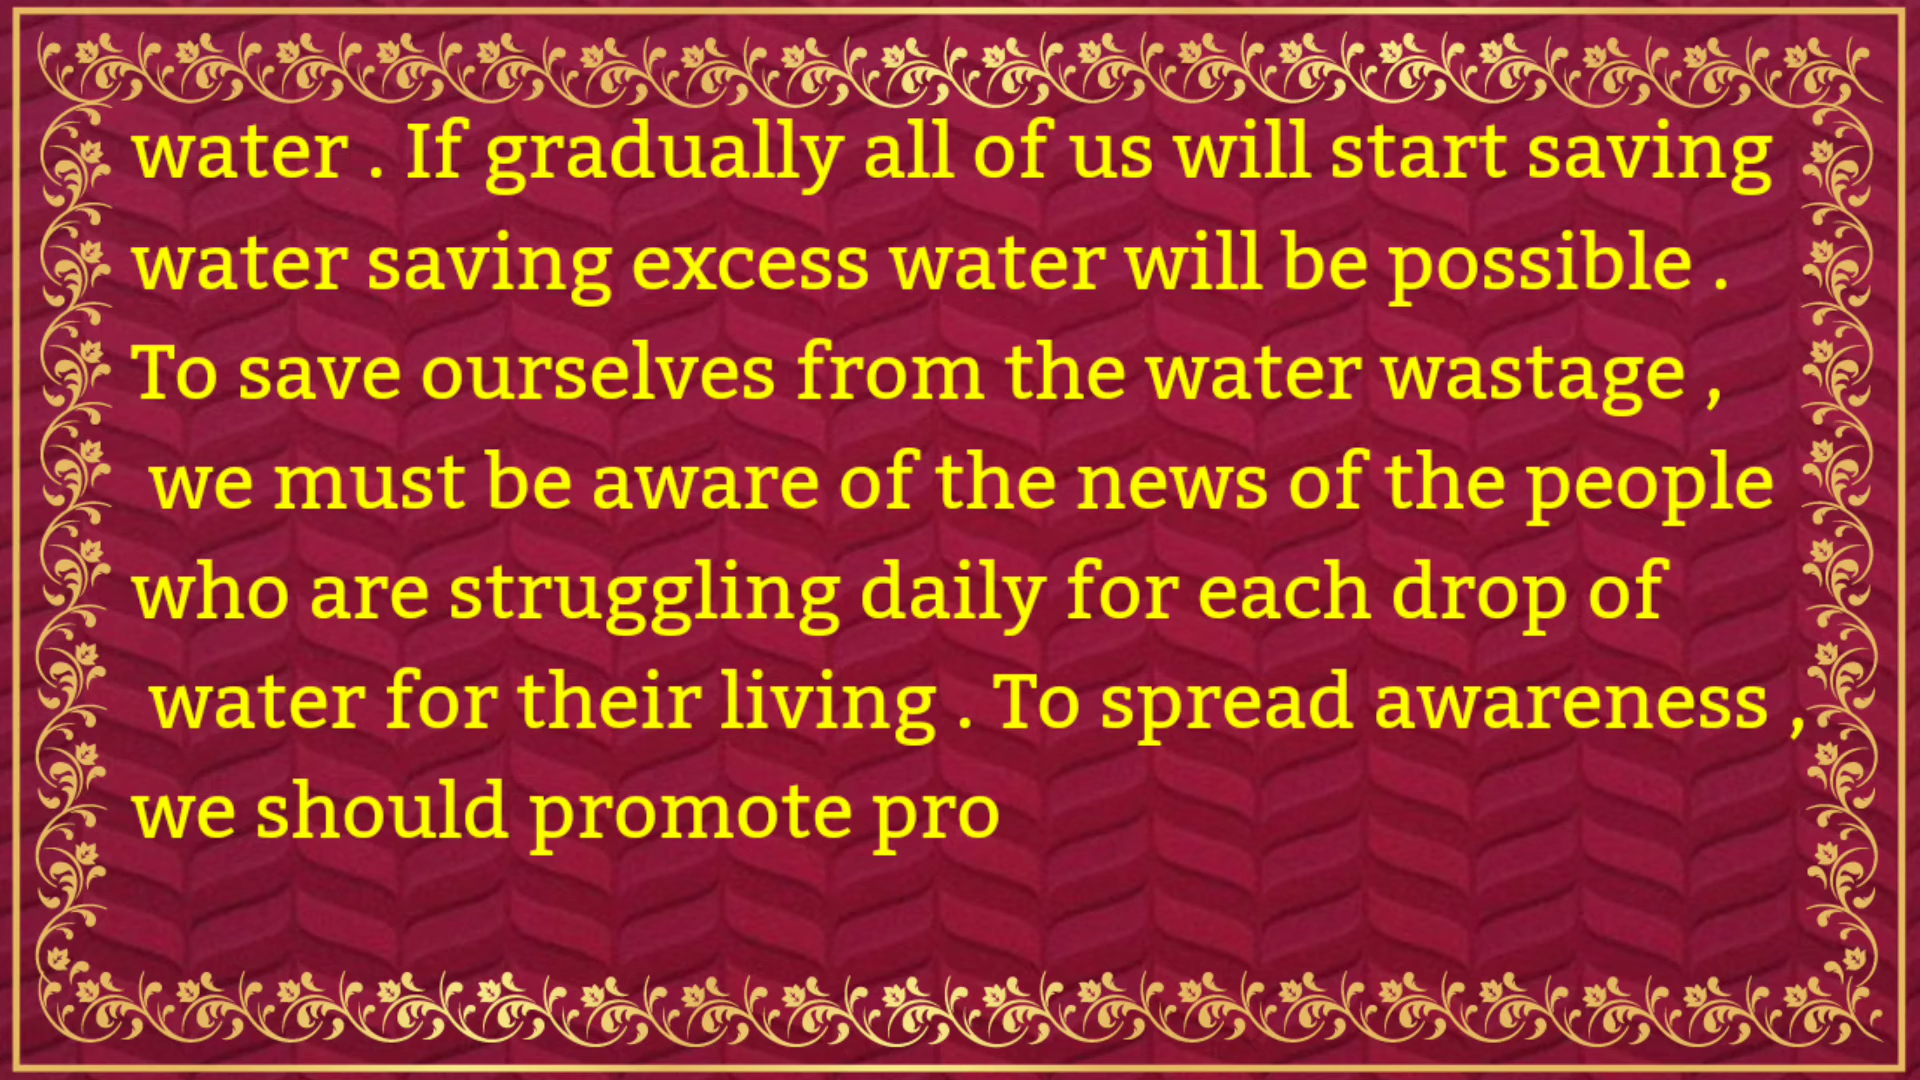 water . If gradually all of us will start saving
water saving excess water will be possible .
To save ourselves from the water wastage ,
we must be aware of the news of the people
who are struggling daily for each drop of
water for their living . To spread awareness ,
we should promote pro